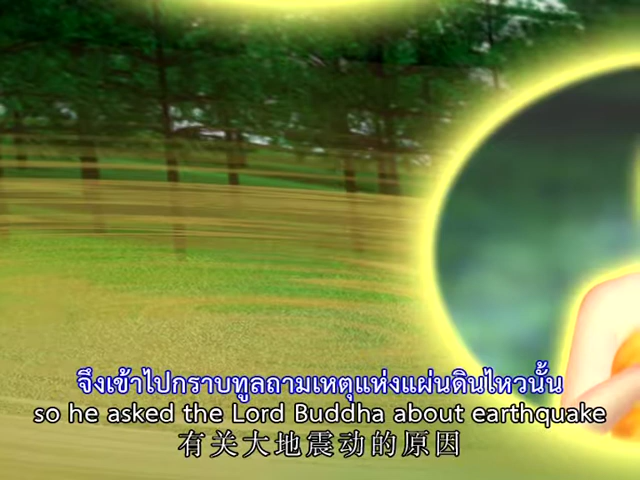 จึงเข้าไปกราบทูลถามเหตุแห่งแผ่นดินไหวนั้น
so he asked the Lord Buddha about earthquake
有关大地震动的原因